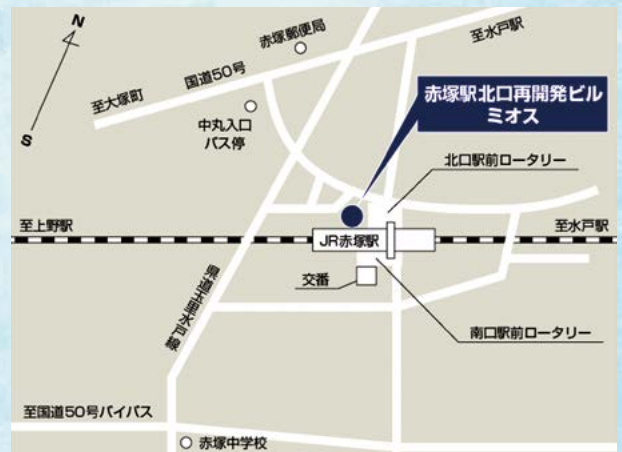 N
S
赤塚郵便局
至水戸駅
国道50号
至大塚町
中丸入口
バス停
赤塚駅北口再開発ビル
ミオス
北口駅前ロータリー
至上野駅
JR赤塚駅
至水戸駅
交番
県道玉里水戸線
南口駅前ロータリー
至国道50号バイパス
赤塚中学校